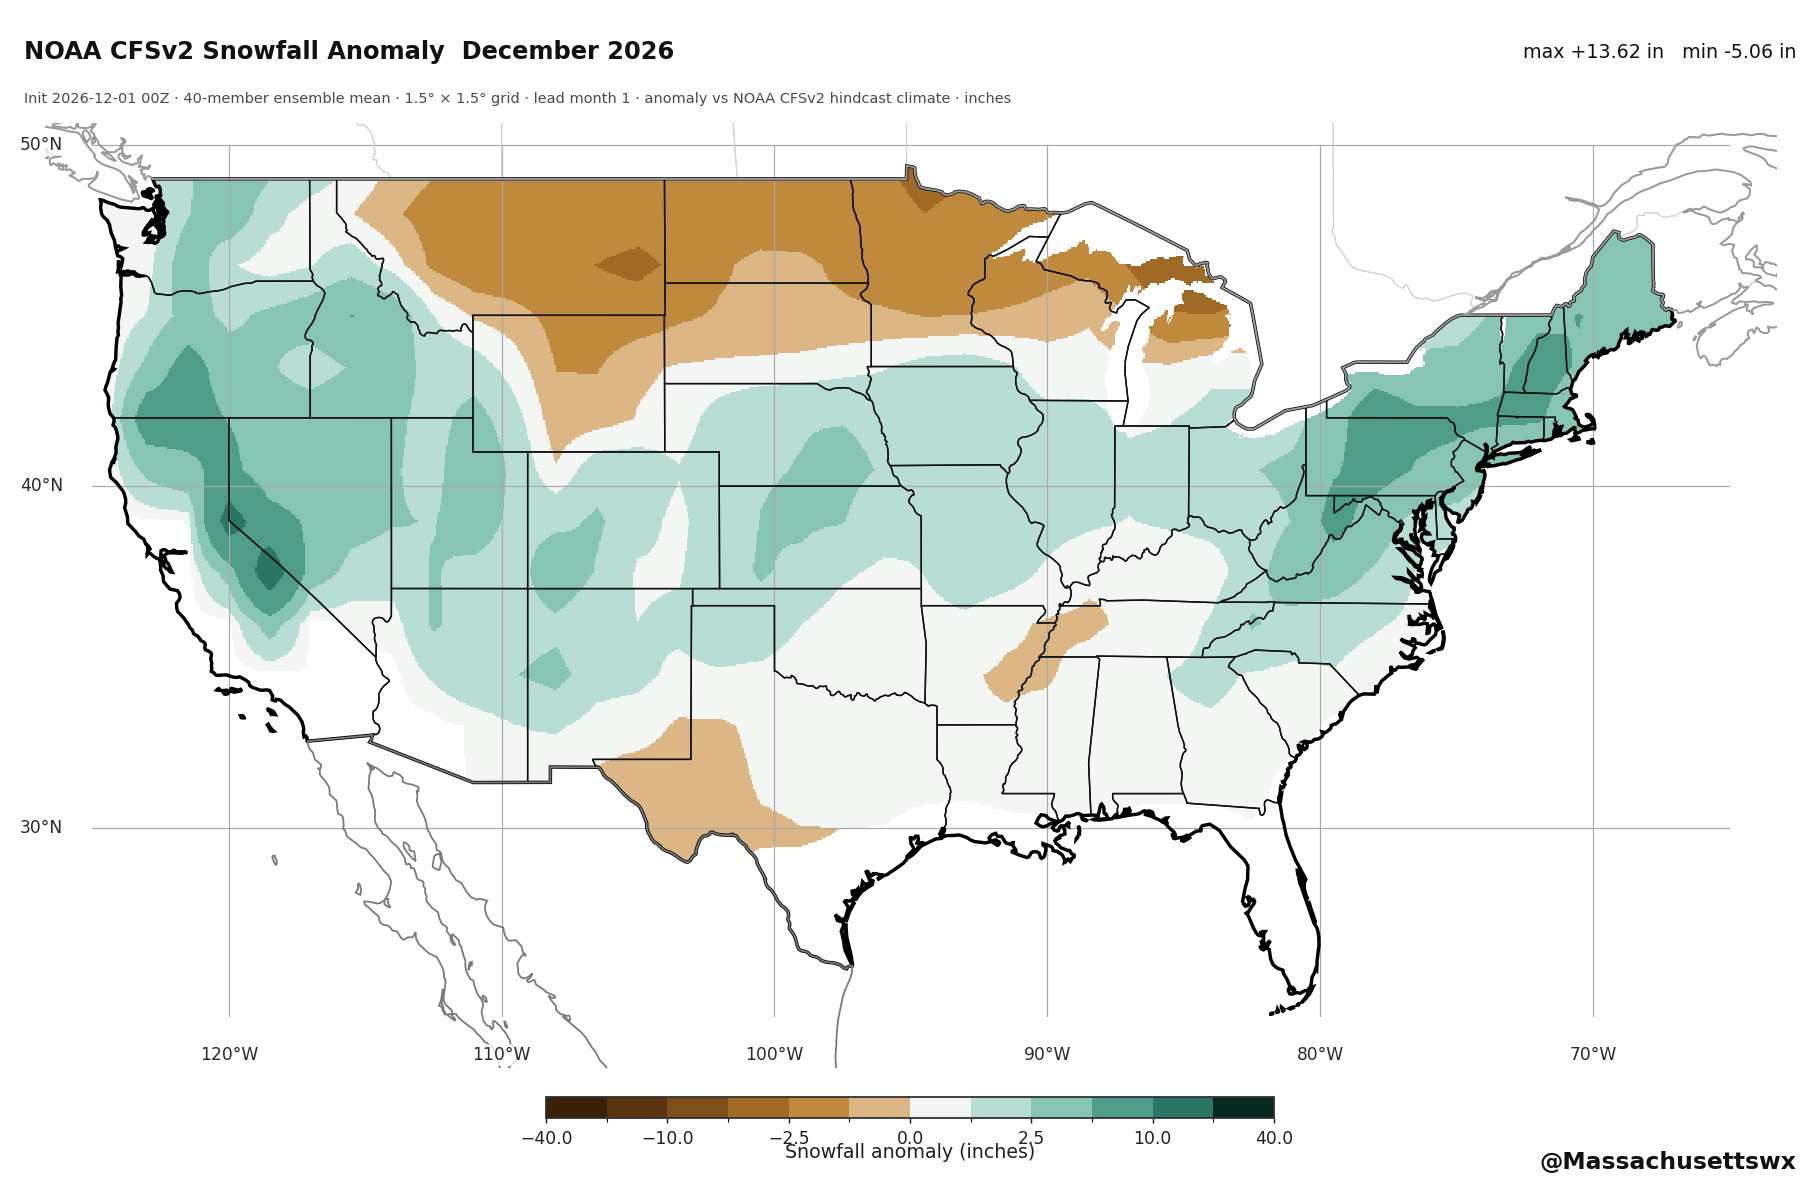 NOAA CFSv2 Snowfall Anomaly  December 2026
max +13.62 in   min -5.06 in
Init 2026-12-01 00Z · 40-member ensemble mean · 1.5° × 1.5° grid · lead month 1 · anomaly vs NOAA CFSv2 hindcast climate · inches
50°N
40°N
30°N
120°W 110°W 100°W 90°W 80°W 70°W
−40.0 −10.0 −2.5 0.0 2.5 10.0 40.0
Snowfall anomaly (inches)
@Massachusettswx